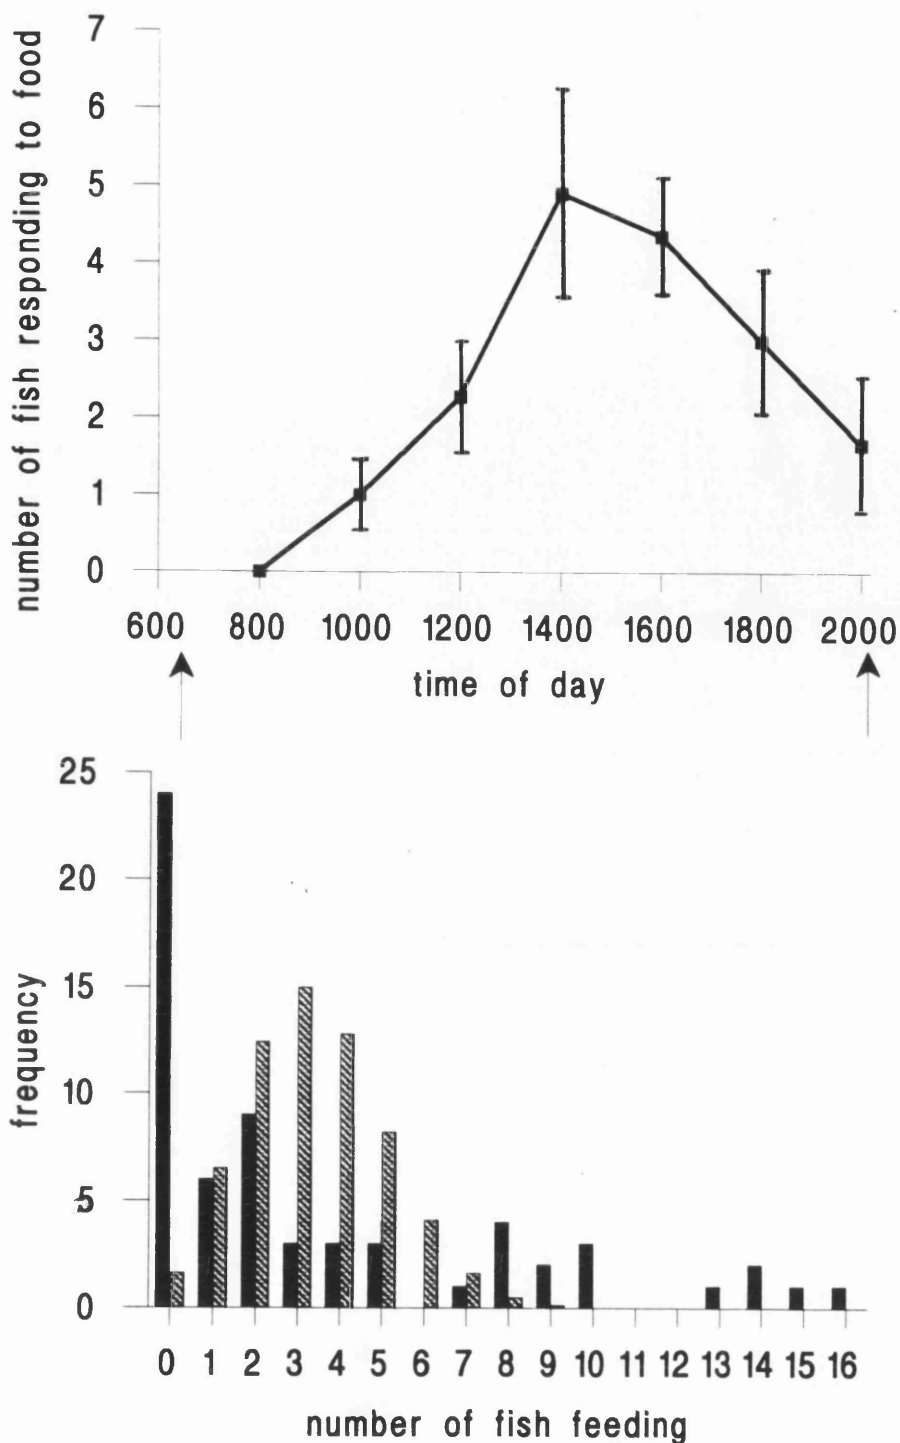 number of fish responding to food
7
6
5
4
3
2
1
0
600 800 1000 1200 1400 1600 1800 2000
time of day
frequency
25
20
15
10
5
0
0 1 2 3 4 5 6 7 8 9 10 11 12 13 14 15 16
number of fish feeding